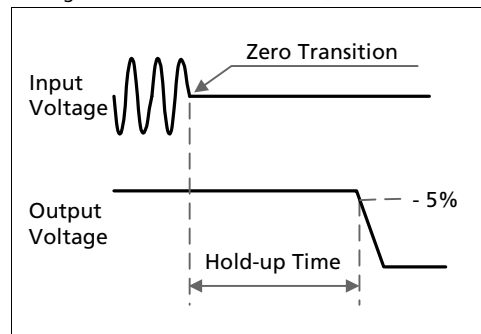 Zero Transition
Input
Voltage
Output
Voltage
- 5%
Hold-up Time